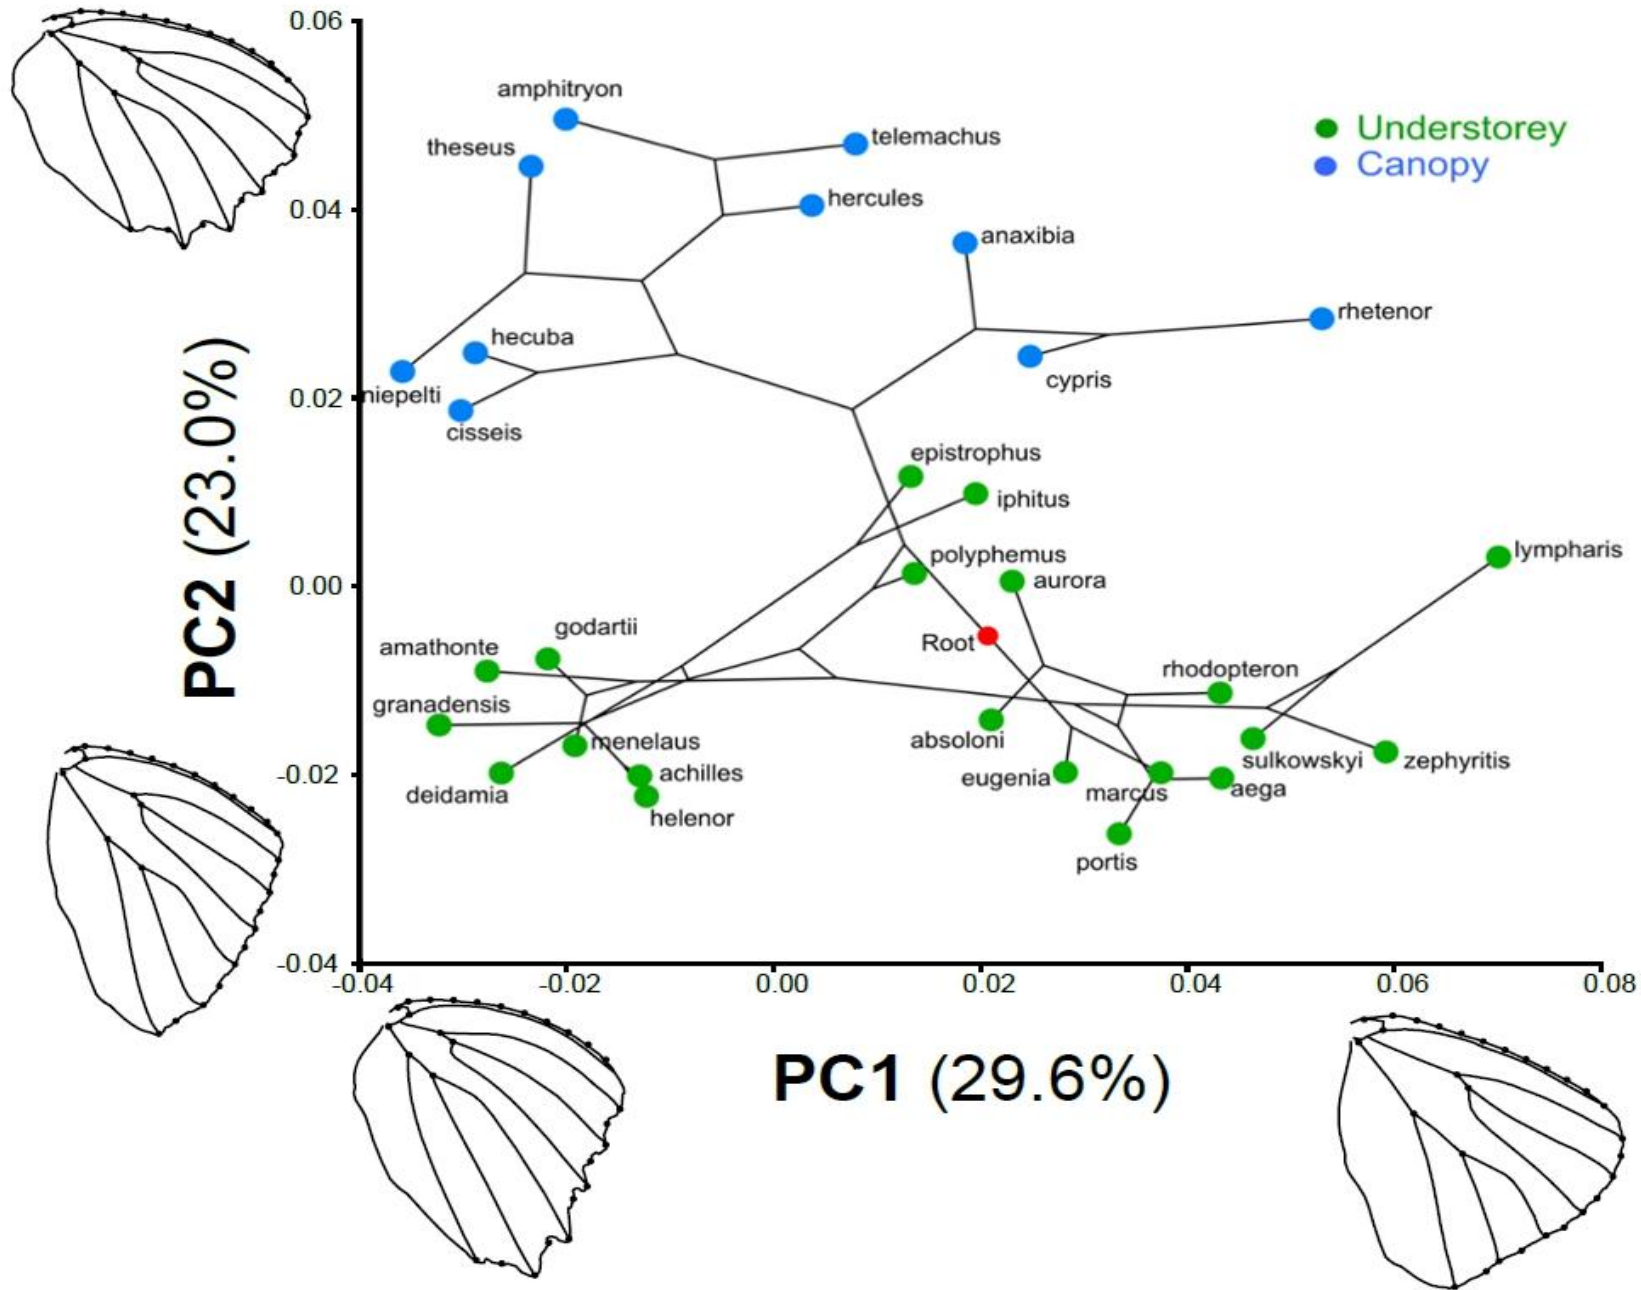 0.06
amphitryon
Understorey
telemachus
theseus
Canopy
hercules
0.04
anaxibia
rhetenor
hecuba
cypris
niepelti
0.02
cisseis
epistrophus
iphitus
polyphemus
lympharis
0.00
aurora
godartii
Root
amathonte
rhodopteron
granadensis
menelaus
absoloni
sulkowskyi
zephyritis
-0.02
achilles
eugenia
deidamia
marcus
aega
helenor
portis
PC2 (23.0%)
-0.04
-0.04
-0.02
0.00
0.02
0.04
0.06
0.08
PC1 (29.6%)